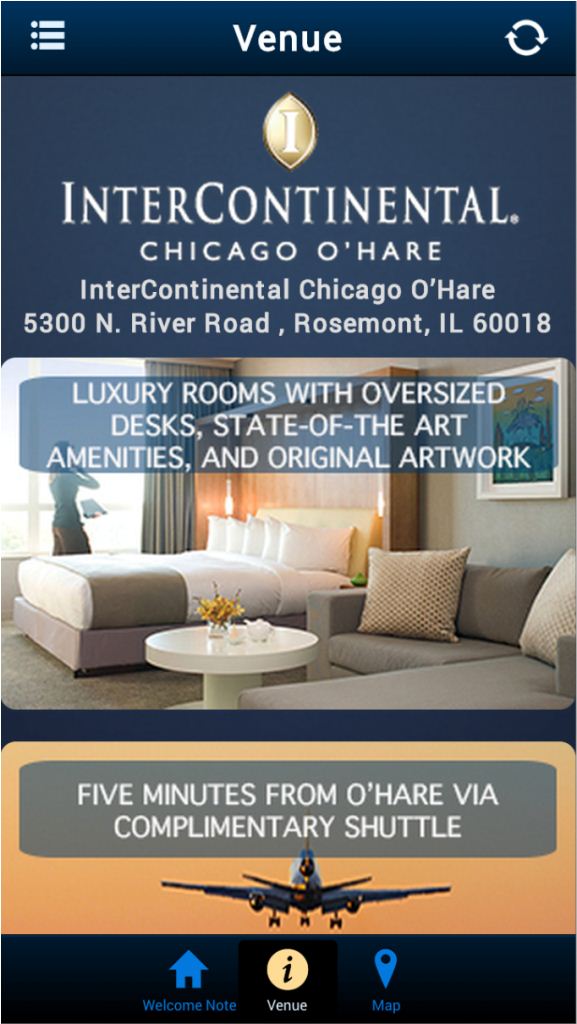 Venue
I
INTERCONTINENTAL®
CHICAGO O'HARE
InterContinental Chicago O'Hare
5300 N. River Road , Rosemont, IL 60018
LUXURY ROOMS WITH OVERSIZED
DESKS, STATE-OF-THE ART
AMENITIES, AND ORIGINAL ARTWORK
FIVE MINUTES FROM O'HARE VIA
COMPLIMENTARY SHUTTLE
Welcome Note
Venue
Map